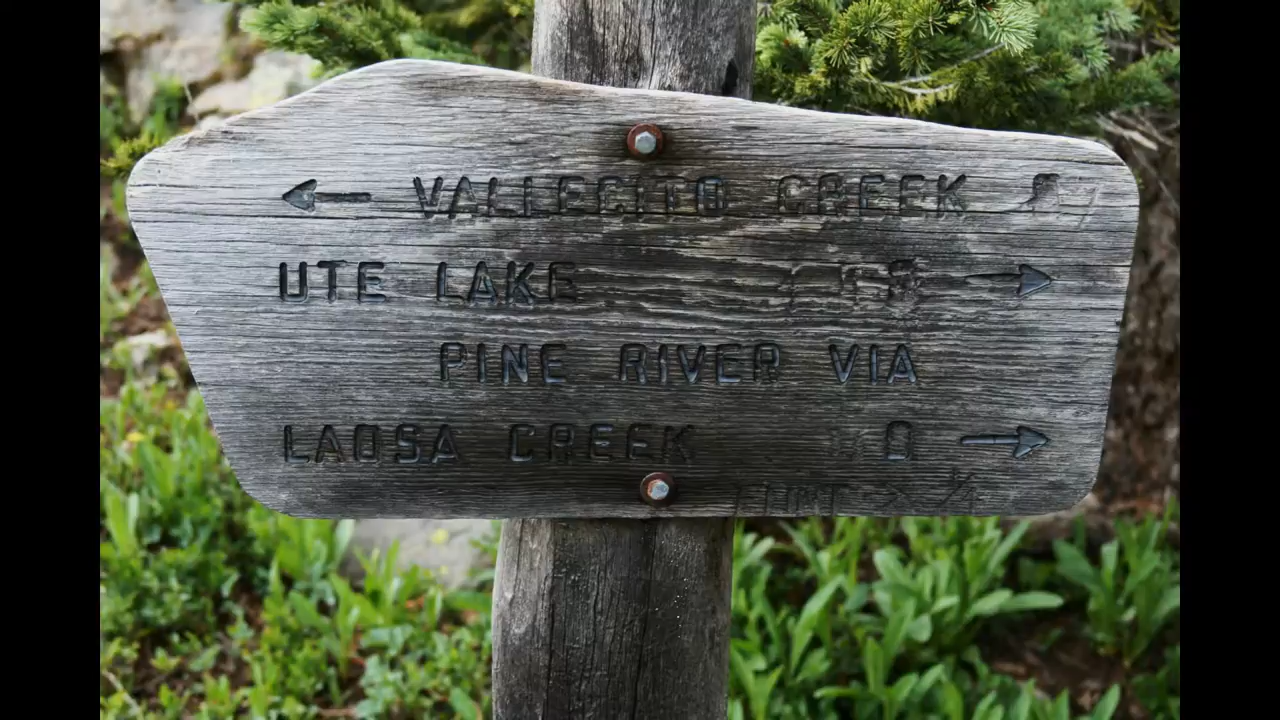 ← VALLECITO CREEK
UTE LAKE →
PINE RIVER VIA
LAOSA CREEK →